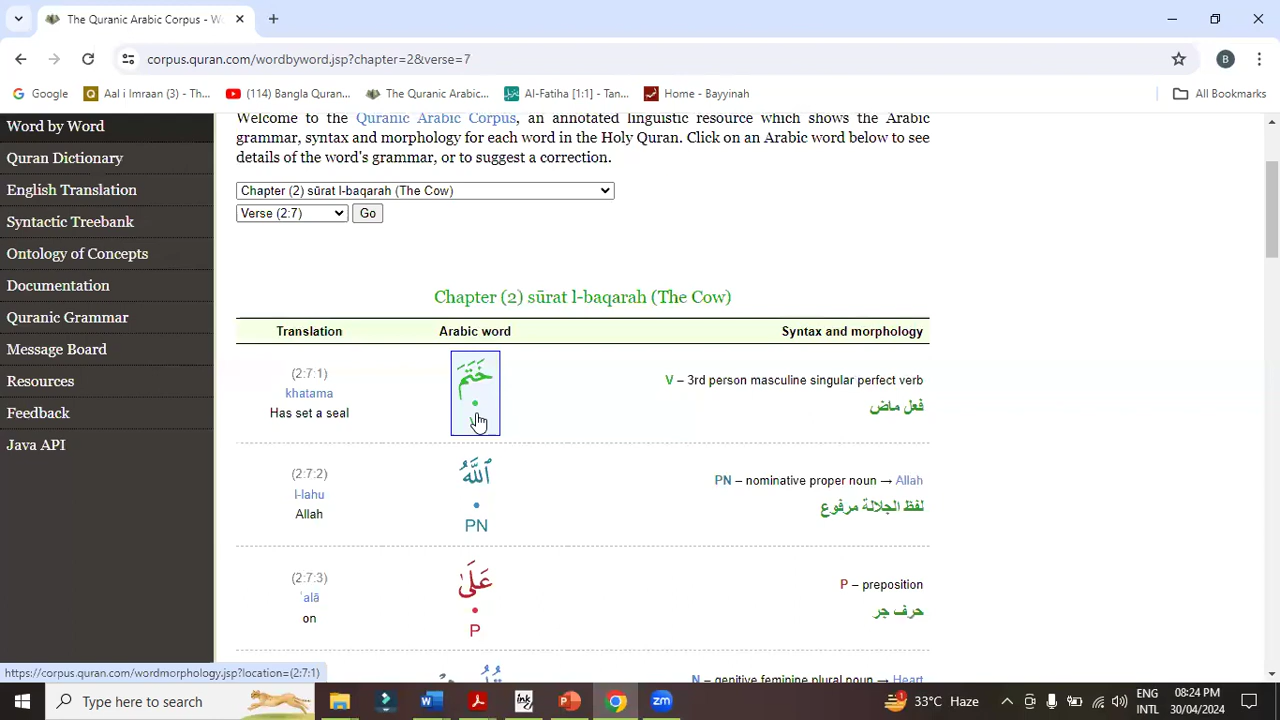 The Quranic Arabic Corpus - Wo
corpus.quran.com/wordbyword.jsp?chapter=2&verse=7
B
Google
Aal i Imraan (3) - Th...
(114) Bangla Quran...
The Quranic Arabic...
Al-Fatiha [1:1] - Tan...
Home - Bayyinah
All Bookmarks
Word by Word
Quran Dictionary
English Translation
Syntactic Treebank
Ontology of Concepts
Documentation
Quranic Grammar
Message Board
Resources
Feedback
Java API
Welcome to the Quranic Arabic Corpus, an annotated linguistic resource which shows the Arabic
grammar, syntax and morphology for each word in the Holy Quran. Click on an Arabic word below to see
details of the word's grammar, or to suggest a correction.
Chapter (2) sūrat l-baqarah (The Cow)
Verse (2:7) Go
Chapter (2) sūrat l-baqarah (The Cow)
Translation Arabic word Syntax and morphology
(2:7:1)
khatama
Has set a seal
خَتَمَ
V – 3rd person masculine singular perfect verb
فعل ماض
(2:7:2)
l-lahu
Allah
ٱللَّهُ
PN
PN – nominative proper noun → Allah
لفظ الجلالة مرفوع
(2:7:3)
ʿalā
on
عَلَىٰ
P
P – preposition
حرف جر
N – genitive feminine plural noun → Heart
https://corpus.quran.com/wordmorphology.jsp?location=(2:7:1)
Type here to search
33°C Haze
ENG
INTL
08:24 PM
30/04/2024